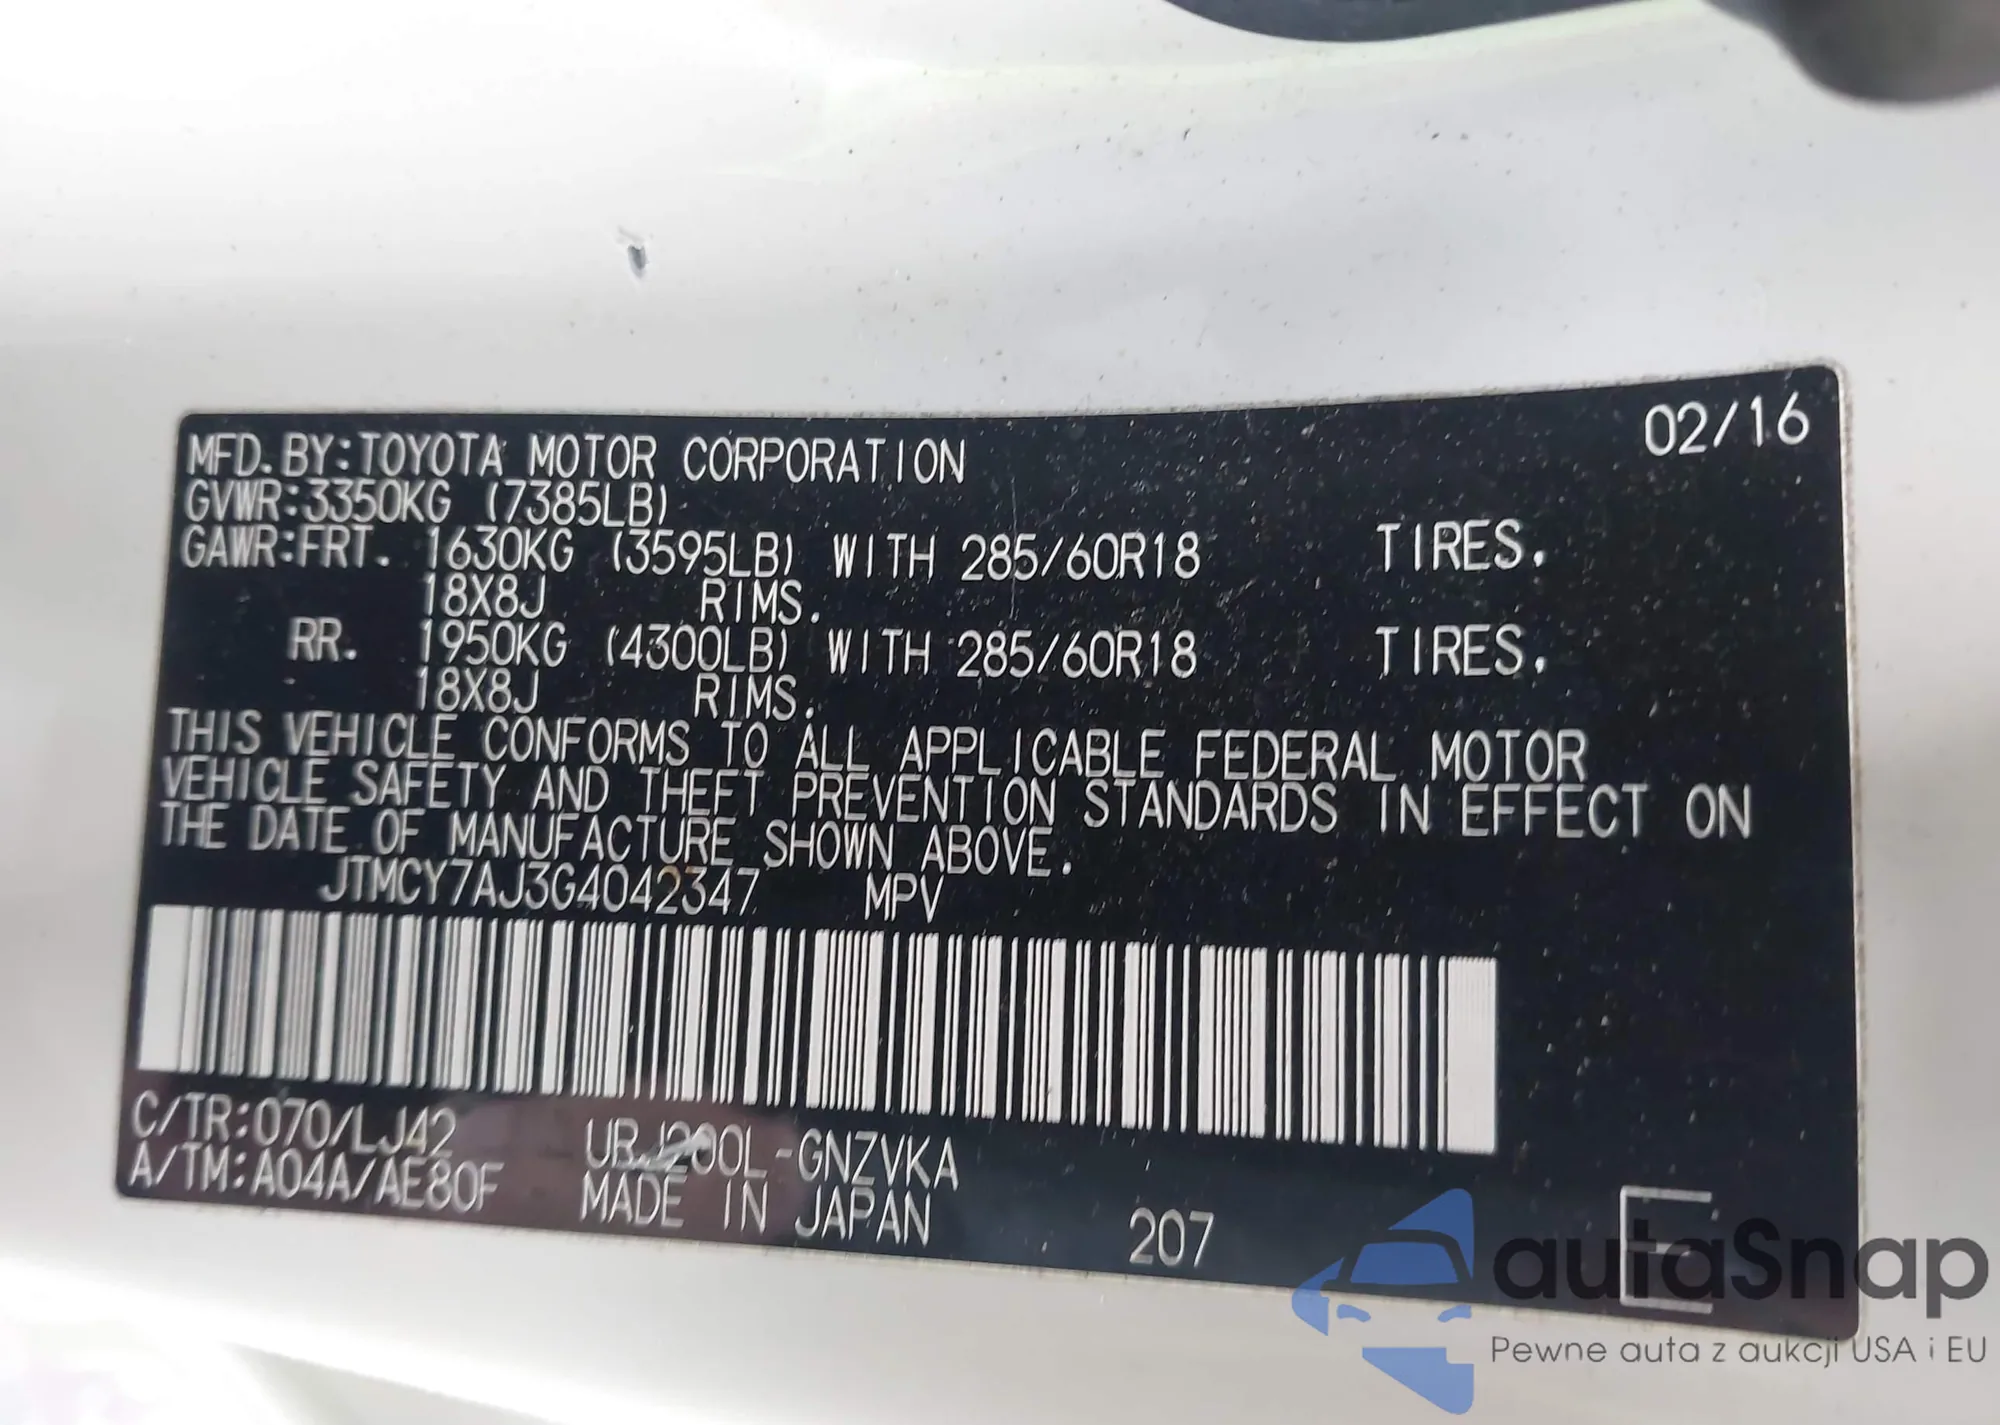 02/16
MFD. BY: TOYOTA MOTOR CORPORATION
GVWR: 3350KG (7385LB)
GAWR: FRT. 1630KG (3595LB) WITH 285/60R18 TIRES,
18X8J RIMS.
RR. 1950KG (4300LB) WITH 285/60R18 TIRES,
18X8J RIMS.
THIS VEHICLE CONFORMS TO ALL APPLICABLE FEDERAL MOTOR
VEHICLE SAFETY AND THEFT PREVENTION STANDARDS IN EFFECT ON
THE DATE OF MANUFACTURE SHOWN ABOVE.
JTMCY7AJ3G4042347 MPV
C/TR: 070/LJ42 URJ200L-GNZVKA
A/TM: A04A/AE80F MADE IN JAPAN 207
E
autaSnap
Pewne auta z aukcji USA i EU